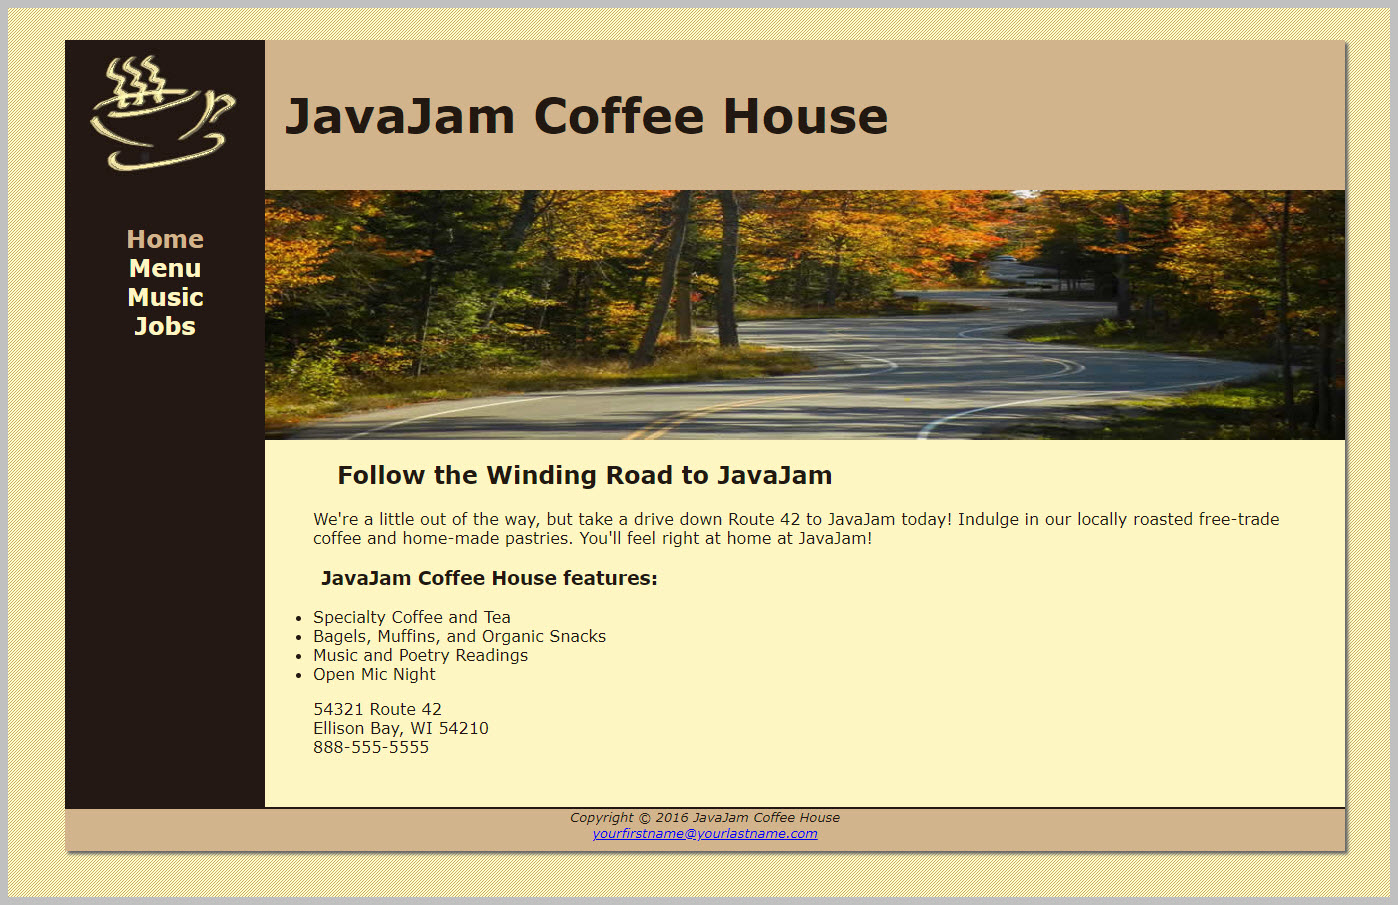 JavaJam Coffee House
Home
Menu
Music
Jobs
Follow the Winding Road to JavaJam
We're a little out of the way, but take a drive down Route 42 to JavaJam today! Indulge in our locally roasted free-trade
coffee and home-made pastries. You'll feel right at home at JavaJam!
JavaJam Coffee House features:
• Specialty Coffee and Tea
• Bagels, Muffins, and Organic Snacks
• Music and Poetry Readings
• Open Mic Night
54321 Route 42
Ellison Bay, WI 54210
888-555-5555
Copyright © 2016 JavaJam Coffee House
yourfirstname@yourlastname.com